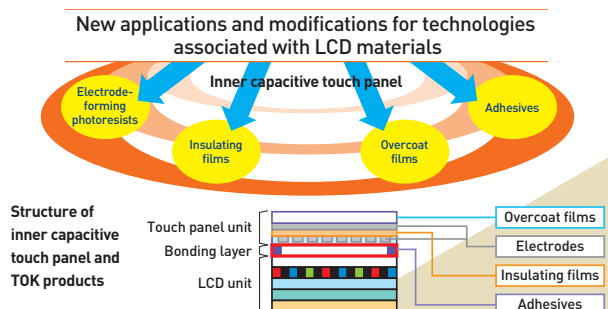 New applications and modifications for technologies
associated with LCD materials
Inner capacitive touch panel
Electrode-
forming
photoresists
Adhesives
Insulating
films
Overcoat
films
Structure of
inner capacitive
touch panel and
TOK products
Touch panel unit
Bonding layer
LCD unit
Overcoat films
Electrodes
Insulating films
Adhesives